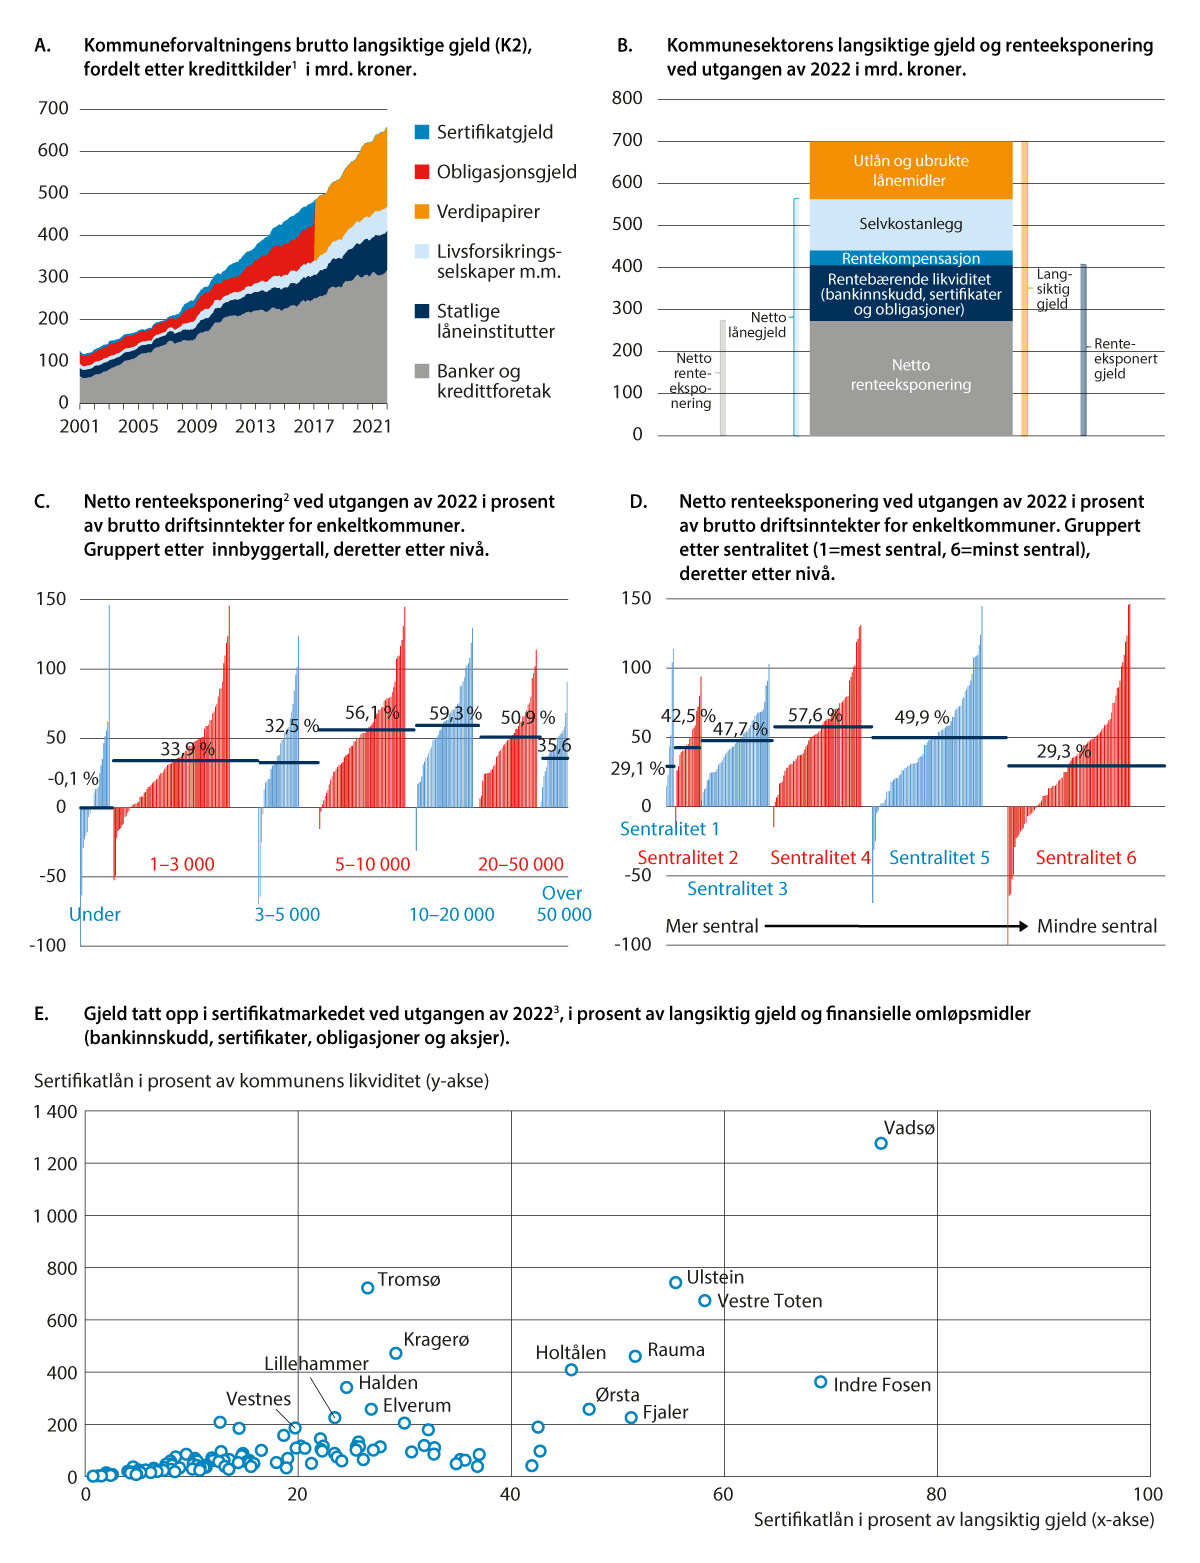 A. Kommuneforvaltningens brutto langsiktige gjeld (K2),
fordelt etter kredittkilder¹ i mrd. kroner.
700
600
500
400
300
200
100
0
2001 2005 2009 2013 2017 2021
Sertifikatgjeld
Obligasjonsgjeld
Verdipapirer
Livsforsikrings-
selskaper m.m.
Statlige
låneinstitutter
Banker og
kredittforetak
B. Kommunesektorens langsiktige gjeld og renteeksponering
ved utgangen av 2022 i mrd. kroner.
800
700
600
500
400
300
200
100
0
Utlån og ubrukte
lånemidler
Selvkostanlegg
Rentekompensasjon
Rentebærende likviditet
(bankinnskudd, sertifikater
og obligasjoner)
Netto
renteeksponering
Netto
rente-
ekspo-
nering
Netto
lånegjeld
Lang-
siktig
gjeld
Rente-
eksponert
gjeld
C. Netto renteeksponering² ved utgangen av 2022 i prosent
av brutto driftsinntekter for enkeltkommuner.
Gruppert etter innbyggertall, deretter etter nivå.
150
100
50
0
-50
-100
-0,1 %
33,9 %
32,5 %
56,1 %
59,3 %
50,9 %
35,6
Under
1–3 000
3–5 000
5–10 000
10–20 000
20–50 000
Over
50 000
D. Netto renteeksponering ved utgangen av 2022 i prosent
av brutto driftsinntekter for enkeltkommuner. Gruppert
etter sentralitet (1=mest sentral, 6=minst sentral),
deretter etter nivå.
150
100
50
0
-50
-100
29,1 %
42,5 %
47,7 %
57,6 %
49,9 %
29,3 %
Sentralitet 1
Sentralitet 2
Sentralitet 3
Sentralitet 4
Sentralitet 5
Sentralitet 6
Mer sentral
Mindre sentral
E. Gjeld tatt opp i sertifikatmarkedet ved utgangen av 2022³, i prosent av langsiktig gjeld og finansielle omløpsmidler
(bankinnskudd, sertifikater, obligasjoner og aksjer).
Sertifikatlån i prosent av kommunens likviditet (y-akse)
1 400
1 200
1 000
800
600
400
200
0
Vadsø
Tromsø
Ulstein
Vestre Toten
Kragerø
Rauma
Holtålen
Lillehammer
Halden
Indre Fosen
Vestnes
Elverum
Ørsta
Fjaler
0 20 40 60 80 100
Sertifikatlån i prosent av langsiktig gjeld (x-akse)